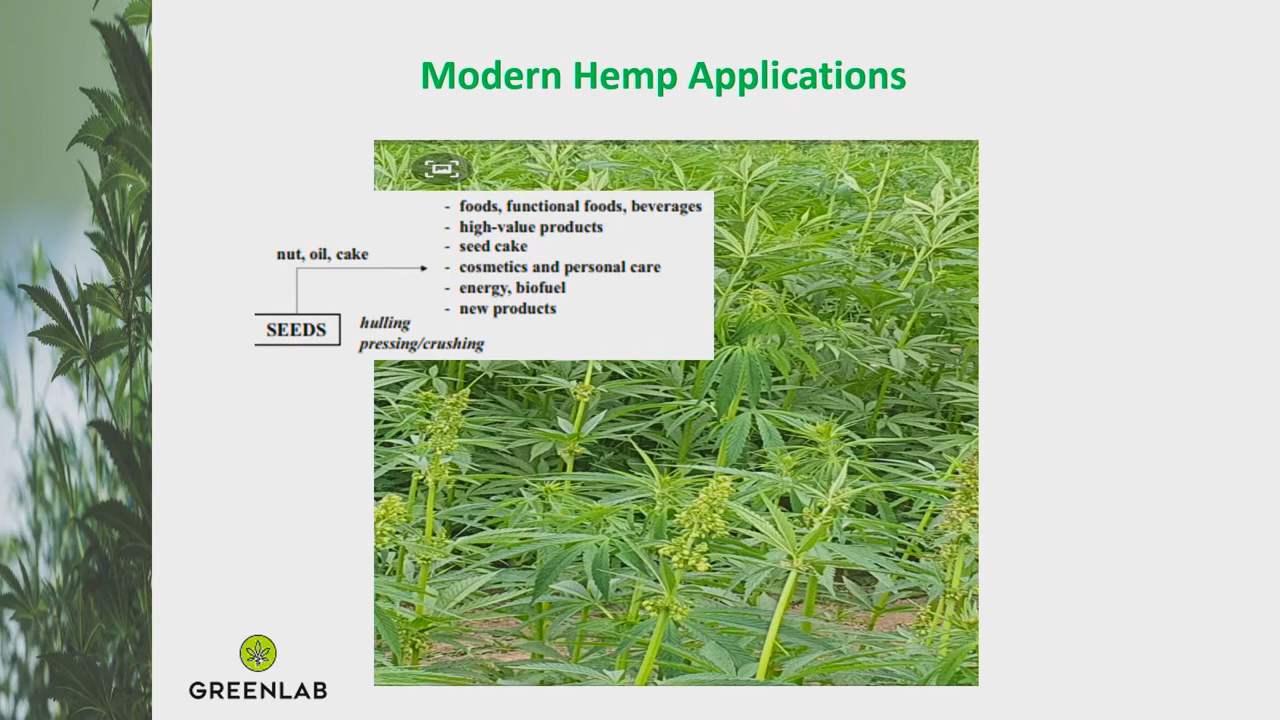 Modern Hemp Applications
- foods, functional foods, beverages
- high-value products
- seed cake
- cosmetics and personal care
- energy, biofuel
- new products
nut, oil, cake
SEEDS
hulling
pressing/crushing
GREENLAB